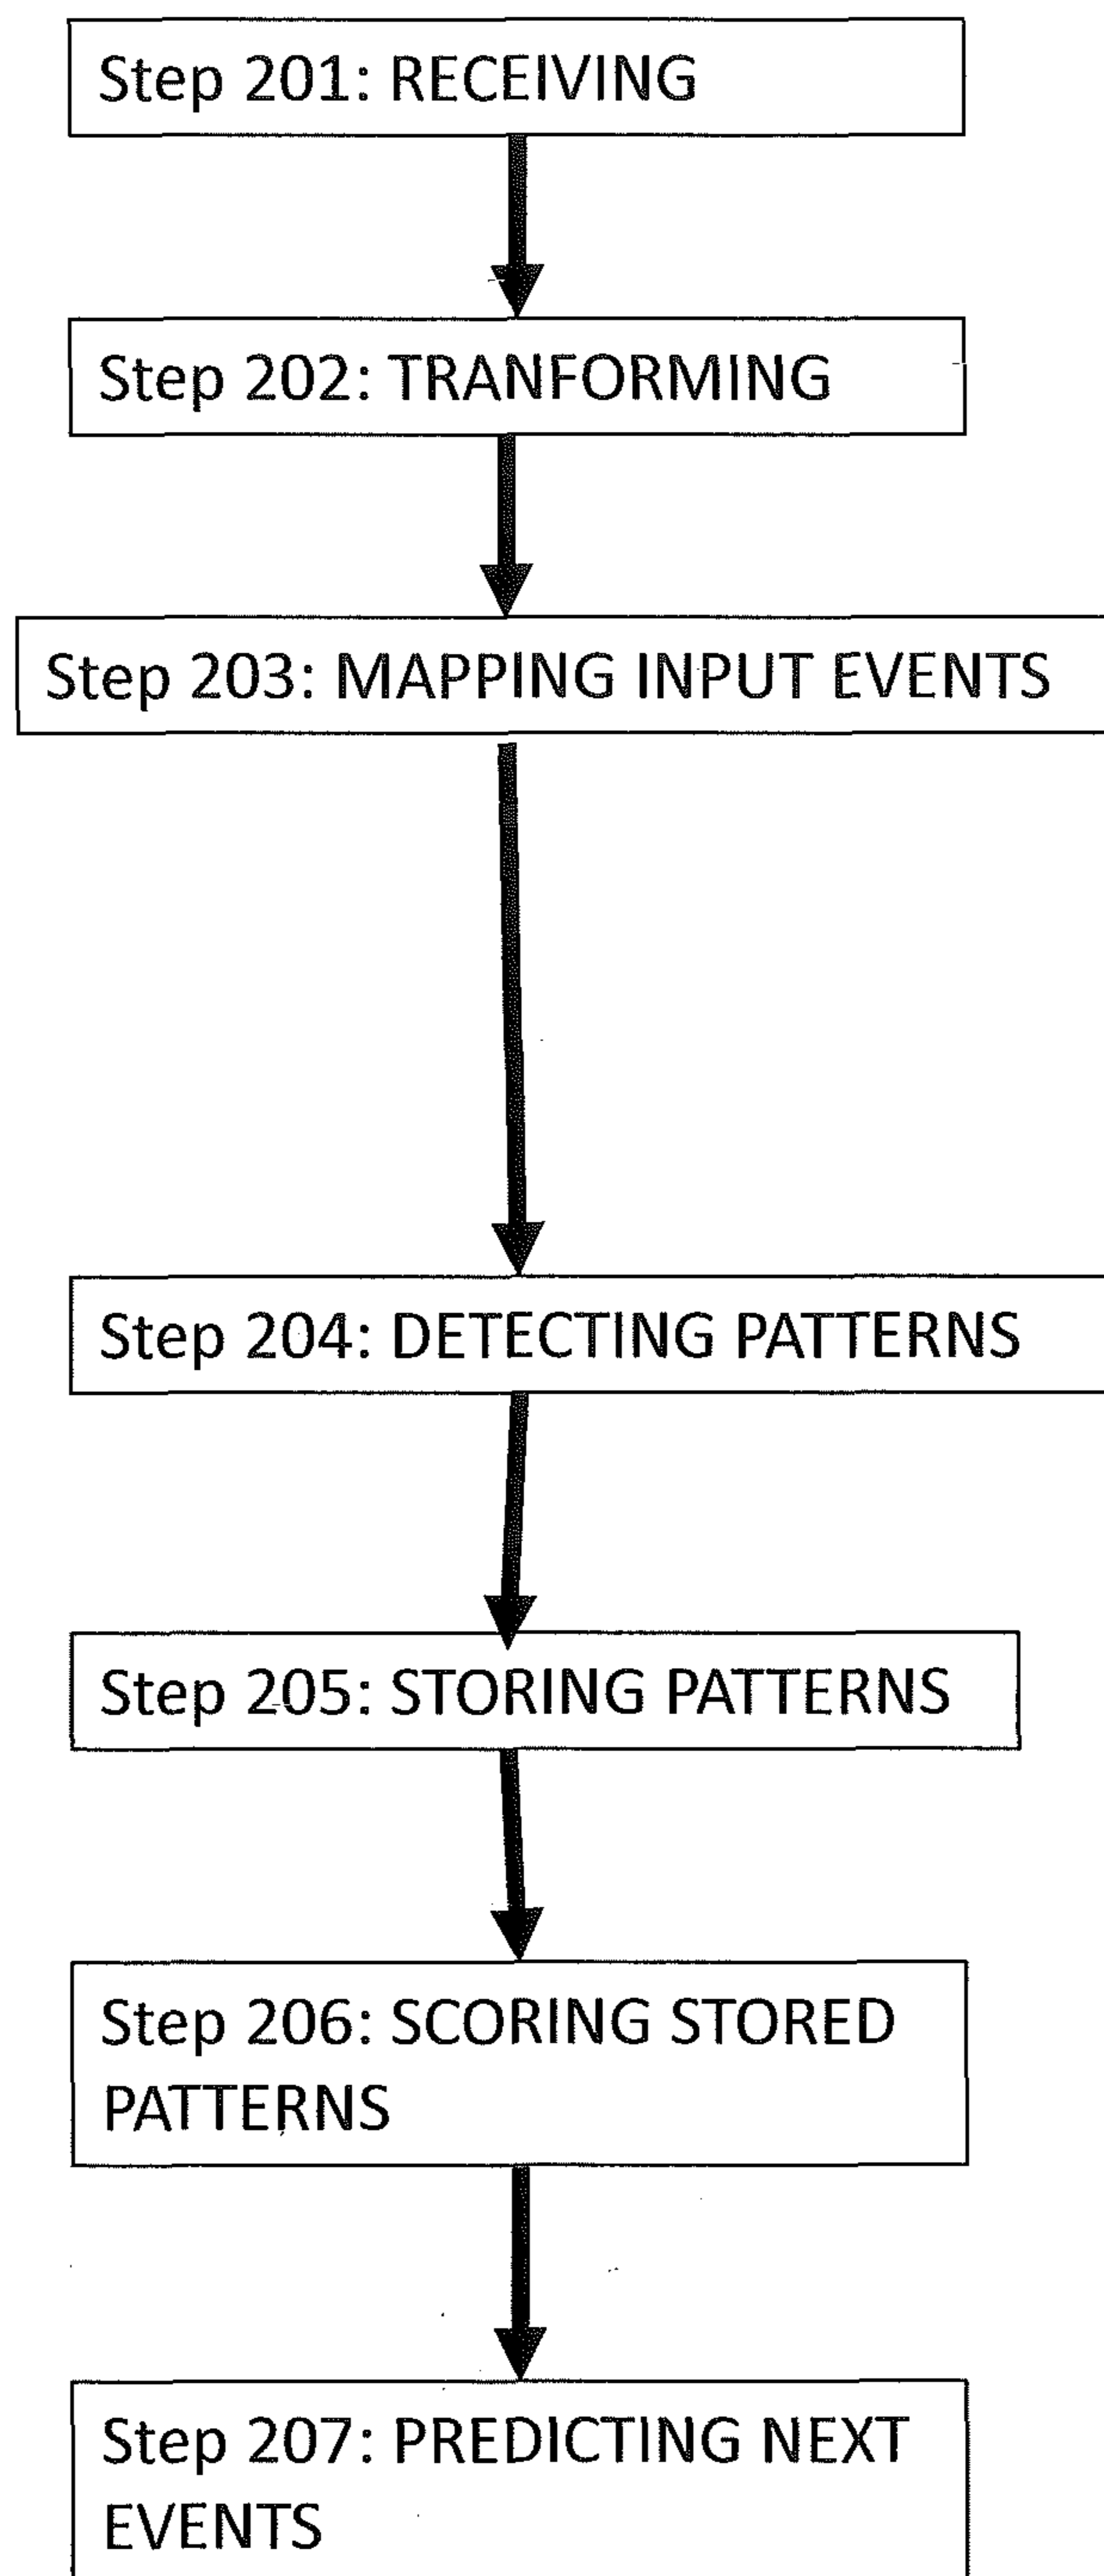 Step 201: RECEIVING
Step 202: TRANFORMING
Step 203: MAPPING INPUT EVENTS
Step 204: DETECTING PATTERNS
Step 205: STORING PATTERNS
Step 206: SCORING STORED
PATTERNS
Step 207: PREDICTING NEXT
EVENTS